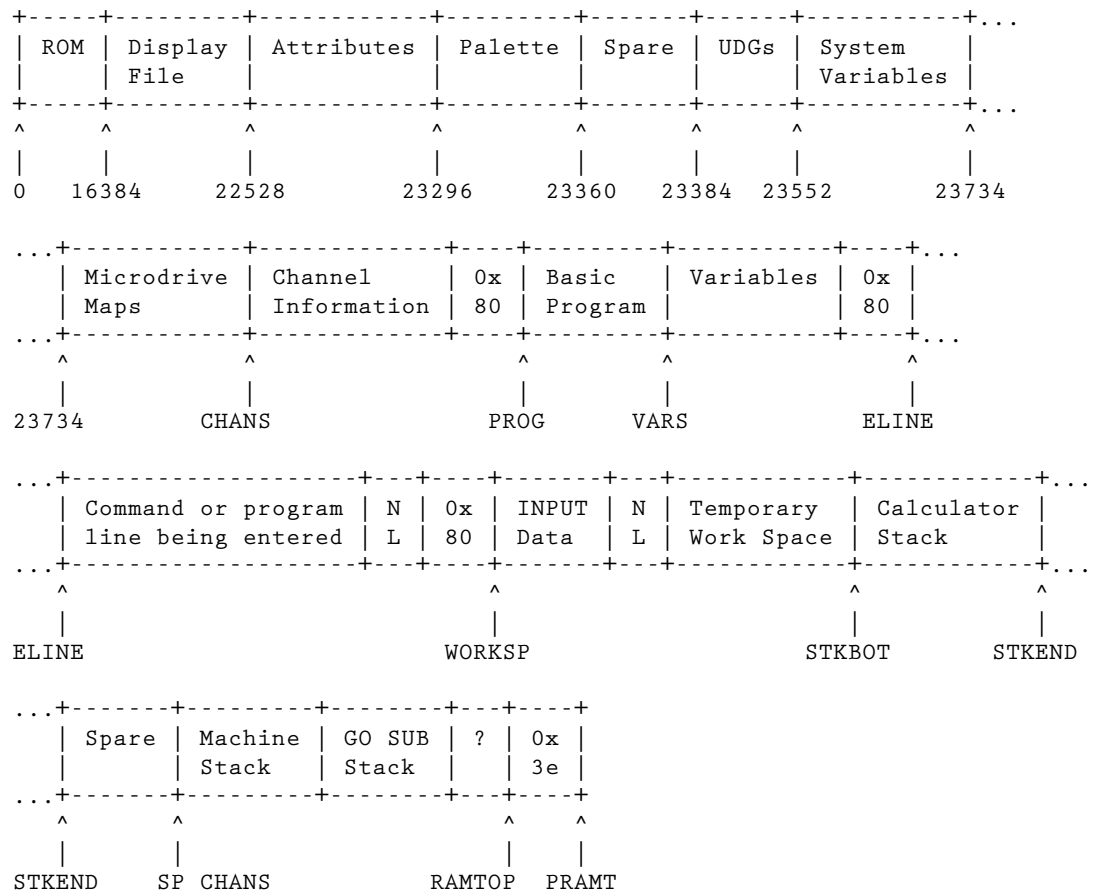 +-----+---------+------------+---------+-------+------+-----------+...
| ROM | Display | Attributes | Palette | Spare | UDGs | System    |
|     | File    |            |         |       |      | Variables |
+-----+---------+------------+---------+-------+------+-----------+...
^     ^         ^            ^         ^       ^      ^           ^
|     |         |            |         |       |      |           |
0   16384     22528        23296     23360   23384  23552       23734
...+------------+-------------+----+---------+-----------+----+...
| Microdrive | Channel     | 0x | Basic   | Variables | 0x |
| Maps       | Information | 80 | Program |           | 80 |
...+------------+-------------+----+---------+-----------+----+...
^            ^                  ^         ^                ^
|            |                  |         |                |
23734        CHANS              PROG      VARS             ELINE
...+--------------------+---+----+-------+---+------------+------------+...
| Command or program | N | 0x | INPUT | N | Temporary  | Calculator |
| line being entered | L | 80 | Data  | L | Work Space | Stack      |
...+--------------------+---+----+-------+---+------------+------------+...
^                             ^                        ^            ^
|                             |                        |            |
ELINE                         WORKSP                   STKBOT       STKEND
...+-------+---------+--------+---+----+
| Spare | Machine | GO SUB | ? | 0x |
|       | Stack   | Stack  |   | 3e |
...+-------+---------+--------+---+----+
^       ^                      ^    ^
|       |                      |    |
STKEND  SP CHANS          RAMTOP  PRAMT